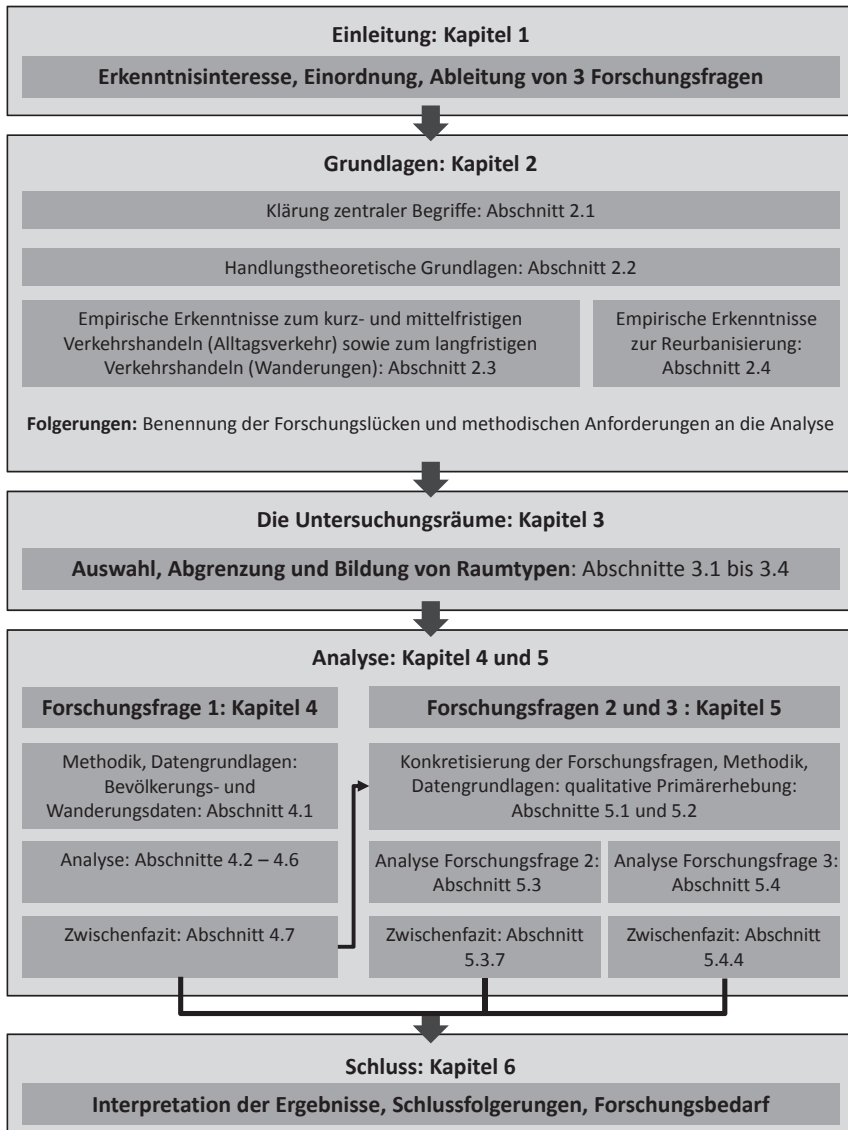 Einleitung: Kapitel 1
Erkenntnisinteresse, Einordnung, Ableitung von 3 Forschungsfragen
Grundlagen: Kapitel 2
Klärung zentraler Begriffe: Abschnitt 2.1
Handlungstheoretische Grundlagen: Abschnitt 2.2
Empirische Erkenntnisse zum kurz- und mittelfristigen
Verkehrshandeln (Alltagsverkehr) sowie zum langfristigen
Verkehrshandeln (Wanderungen): Abschnitt 2.3
Empirische Erkenntnisse
zur Reurbanisierung:
Abschnitt 2.4
Folgerungen: Benennung der Forschungslücken und methodischen Anforderungen an die Analyse
Die Untersuchungsräume: Kapitel 3
Auswahl, Abgrenzung und Bildung von Raumtypen: Abschnitte 3.1 bis 3.4
Analyse: Kapitel 4 und 5
Forschungsfrage 1: Kapitel 4
Methodik, Datengrundlagen:
Bevölkerungs- und
Wanderungsdaten: Abschnitt 4.1
Analyse: Abschnitte 4.2 – 4.6
Zwischenfazit: Abschnitt 4.7
Forschungsfragen 2 und 3 : Kapitel 5
Konkretisierung der Forschungsfragen, Methodik,
Datengrundlagen: qualitative Primärerhebung:
Abschnitte 5.1 und 5.2
Analyse Forschungsfrage 2:
Abschnitt 5.3
Zwischenfazit: Abschnitt
5.3.7
Analyse Forschungsfrage 3:
Abschnitt 5.4
Zwischenfazit: Abschnitt
5.4.4
Schluss: Kapitel 6
Interpretation der Ergebnisse, Schlussfolgerungen, Forschungsbedarf